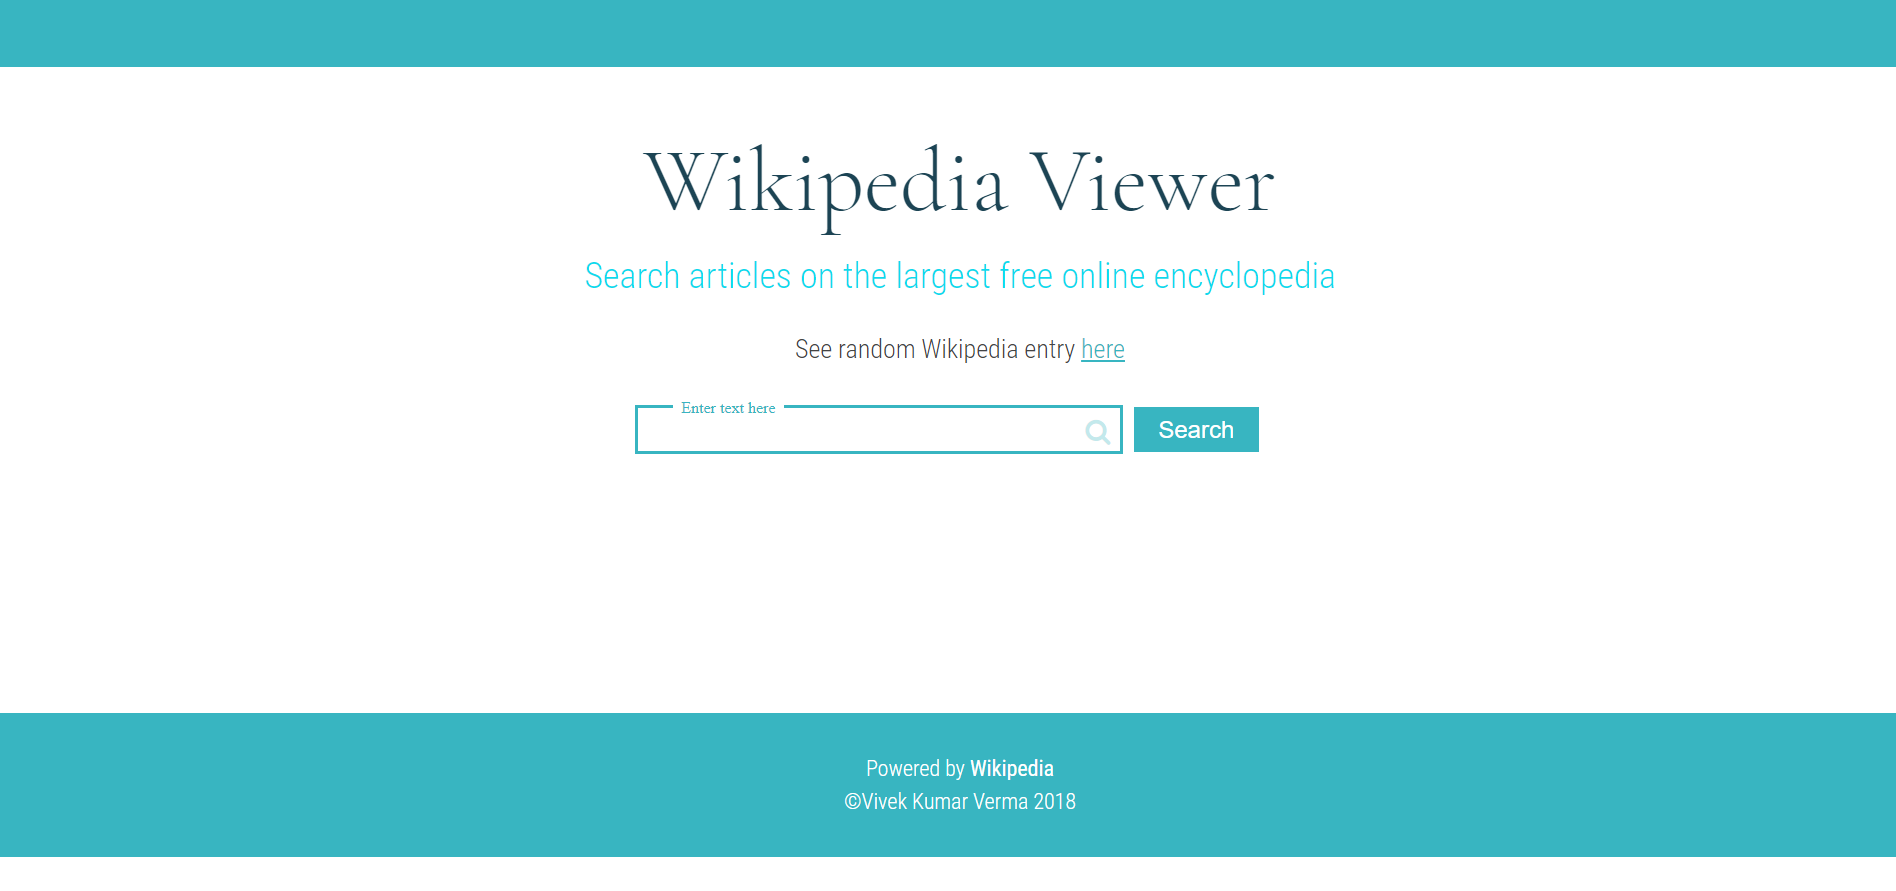 Wikipedia Viewer
Search articles on the largest free online encyclopedia
See random Wikipedia entry here
Enter text here
Search
Powered by Wikipedia
©Vivek Kumar Verma 2018